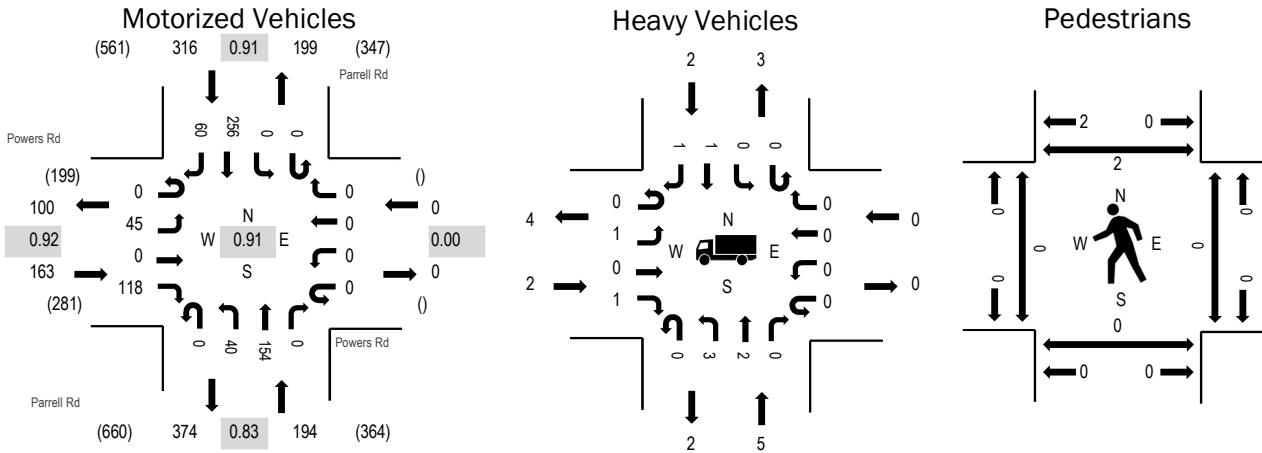 Motorized Vehicles
(561) 316 0.91 199 (347)
Parrell Rd
Powers Rd
60 256 0 0
(199)
100
0.92
163
(281)
0
45
0
118
N
W 0.91 E
S
0
0
0
0
()
0
0.00
0
()
0 40 154 0
Powers Rd
Parrell Rd
(660) 374 0.83 194 (364)
Heavy Vehicles
2 3
1 1 0 0
4
2
0
1
0
1
N
W E
S
0
0
0
0
0
0
0 3 2 0
2 5
Pedestrians
2 0
2
N
W E
S
0
0
0
0
0
0
0
0 0